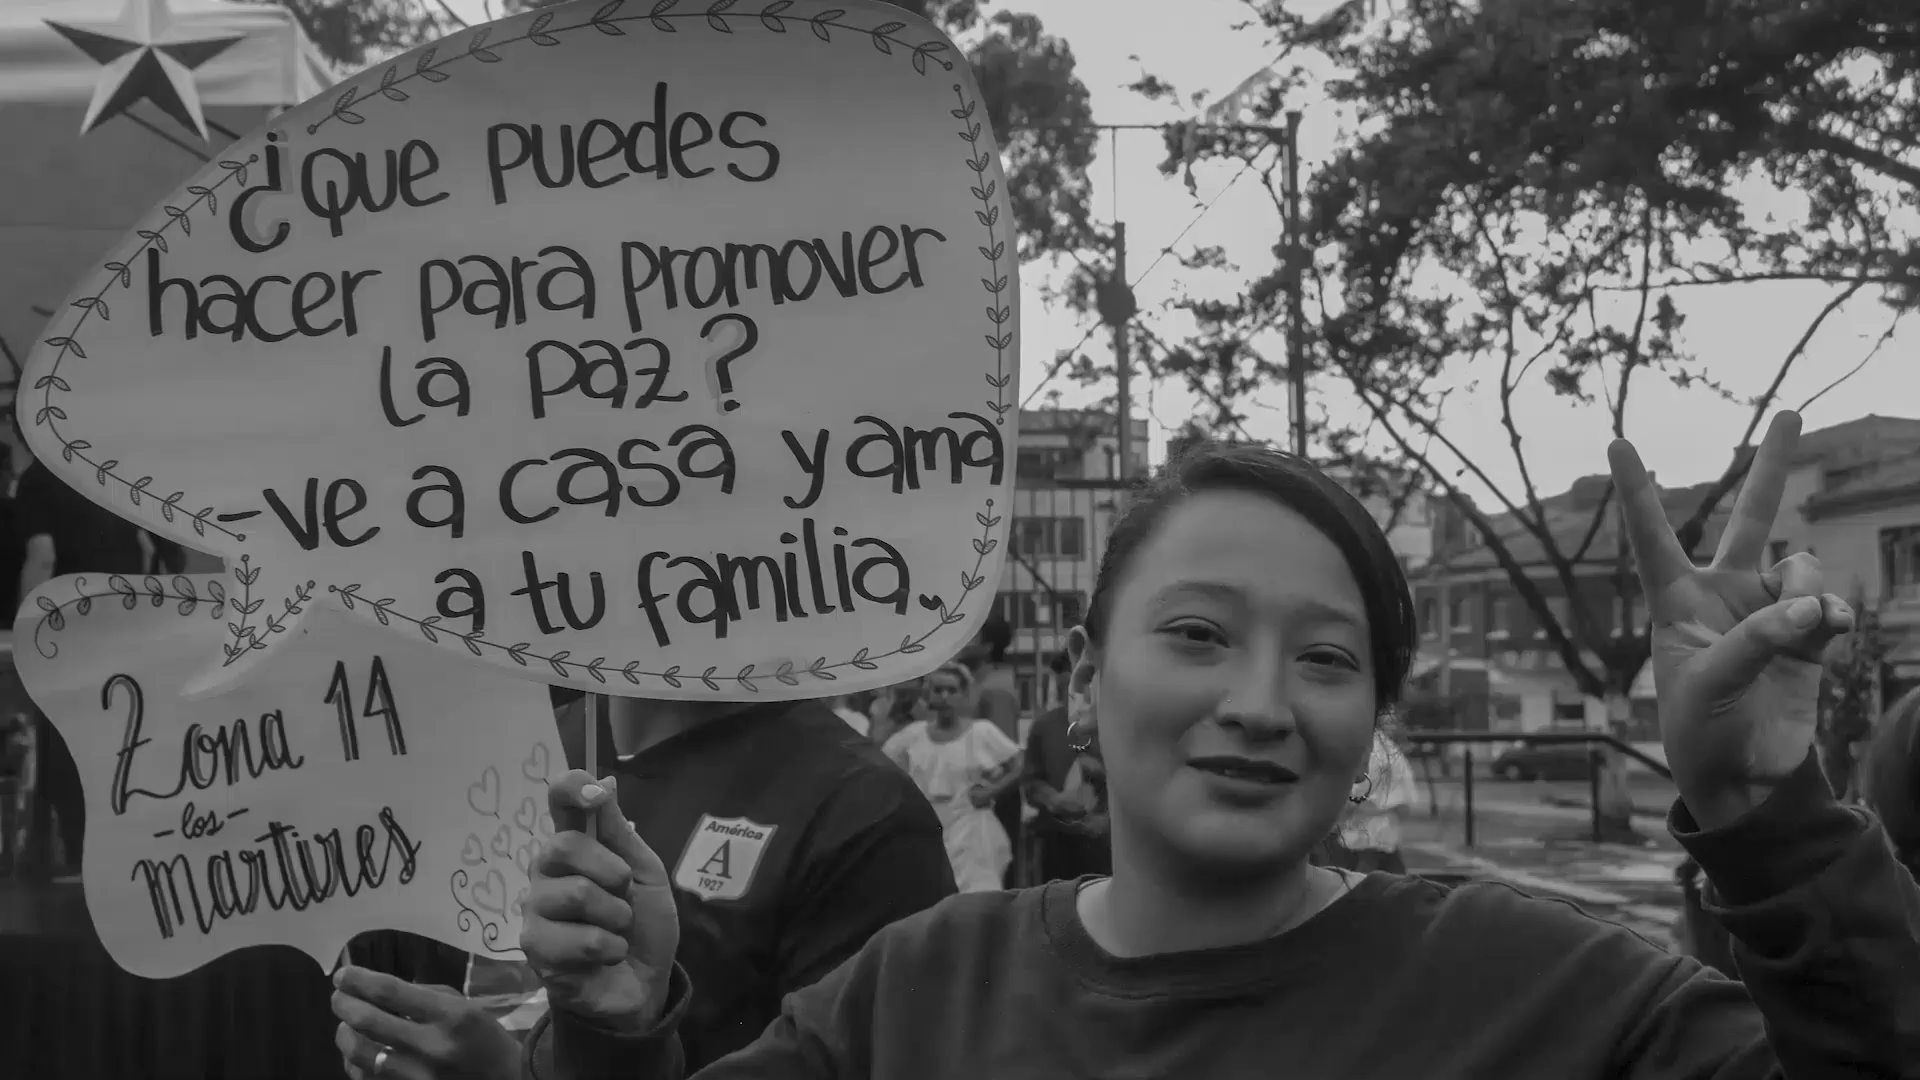 ¿que puedes
hacer para promover
la paz?
-ve a casa y ama
a tu familia.
Zona 14
-los-
martires
América
A
1927